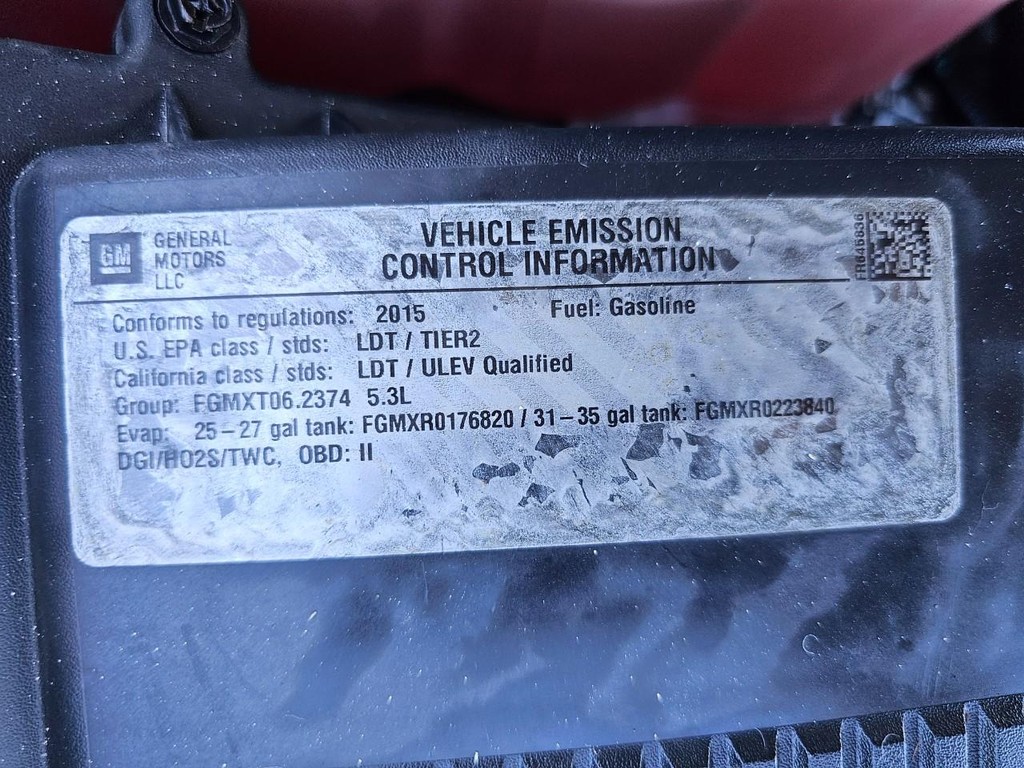 GM
GENERAL
MOTORS
LLC
VEHICLE EMISSION
CONTROL INFORMATION
FR645836
Conforms to regulations: 2015 Fuel: Gasoline
U.S. EPA class / stds: LDT / TIER2
California class / stds: LDT / ULEV Qualified
Group: FGMXT06.2374 5.3L
Evap: 25-27 gal tank: FGMXR0176820 / 31-35 gal tank: FGMXR0223840
DGI/HO2S/TWC, OBD: II